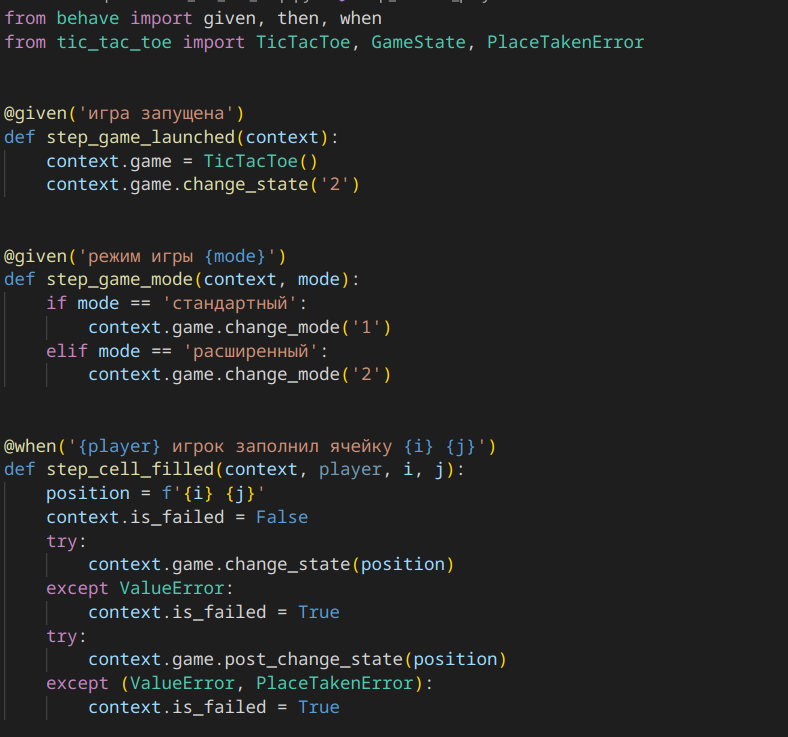 from behave import given, then, when
from tic_tac_toe import TicTacToe, GameState, PlaceTakenError
@given('игра запущена')
def step_game_launched(context):
context.game = TicTacToe()
context.game.change_state('2')
@given('режим игры {mode}')
def step_game_mode(context, mode):
if mode == 'стандартный':
context.game.change_mode('1')
elif mode == 'расширенный':
context.game.change_mode('2')
@when('{player} игрок заполнил ячейку {i} {j}')
def step_cell_filled(context, player, i, j):
position = f'{i} {j}'
context.is_failed = False
try:
context.game.change_state(position)
except ValueError:
context.is_failed = True
try:
context.game.post_change_state(position)
except (ValueError, PlaceTakenError):
context.is_failed = True